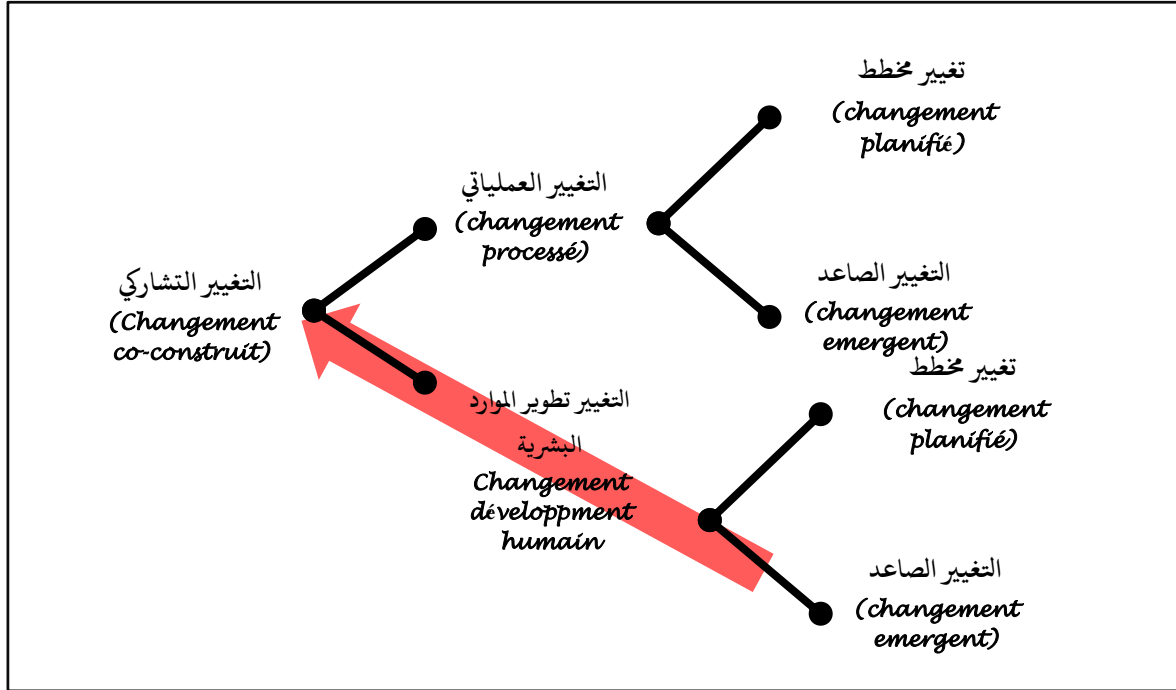 تغيير مخطط
(changement
planifié)
التغيير العملياتي
(changement
processé)
التغيير التشاركي
(Changement
co-construit)
التغيير الصاعد
(changement
emergent)
تغيير مخطط
(changement
planifié)
التغيير تطوير الموارد
البشرية
Changement
développment
humain
التغيير الصاعد
(changement
emergent)